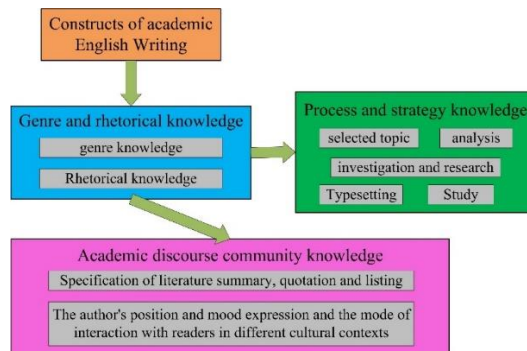 Constructs of academic
English Writing
Genre and rhetorical knowledge
genre knowledge
Rhetorical knowledge
Process and strategy knowledge
selected topic
analysis
investigation and research
Typesetting
Study
Academic discourse community knowledge
Specification of literature summary, quotation and listing
The author's position and mood expression and the mode of
interaction with readers in different cultural contexts